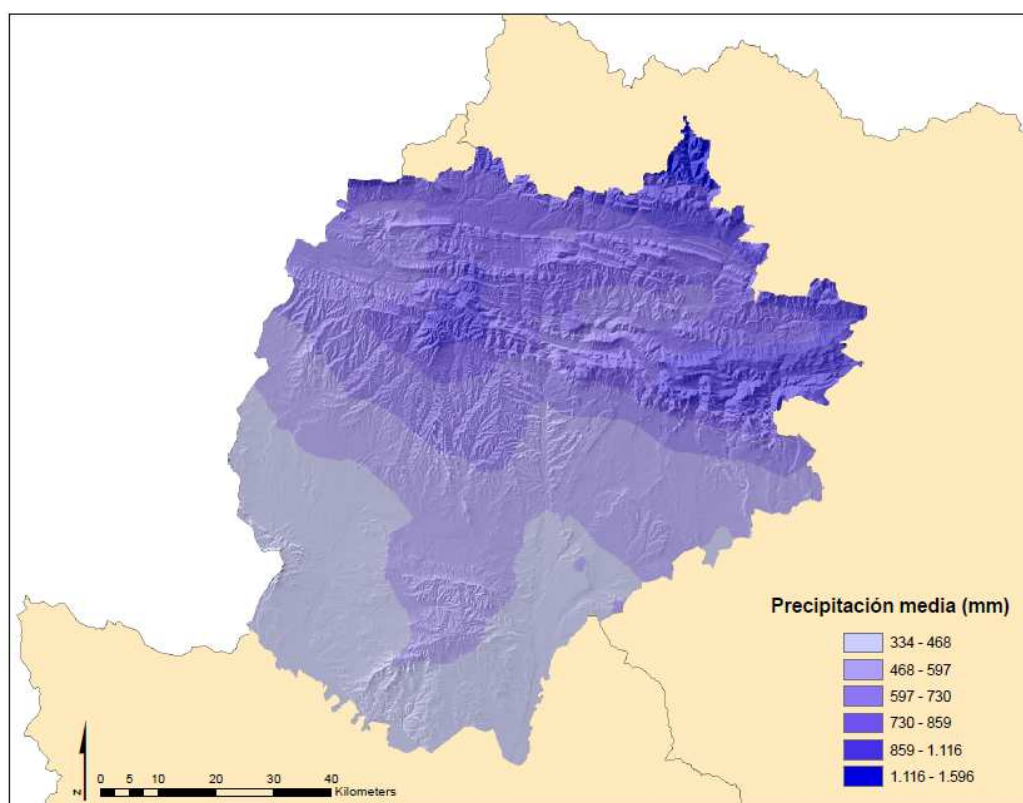 Precipitación media (mm)
334 - 468
468 - 597
597 - 730
730 - 859
859 - 1.116
1.116 - 1.596
N
0 5 10 20 30 40
Kilometers